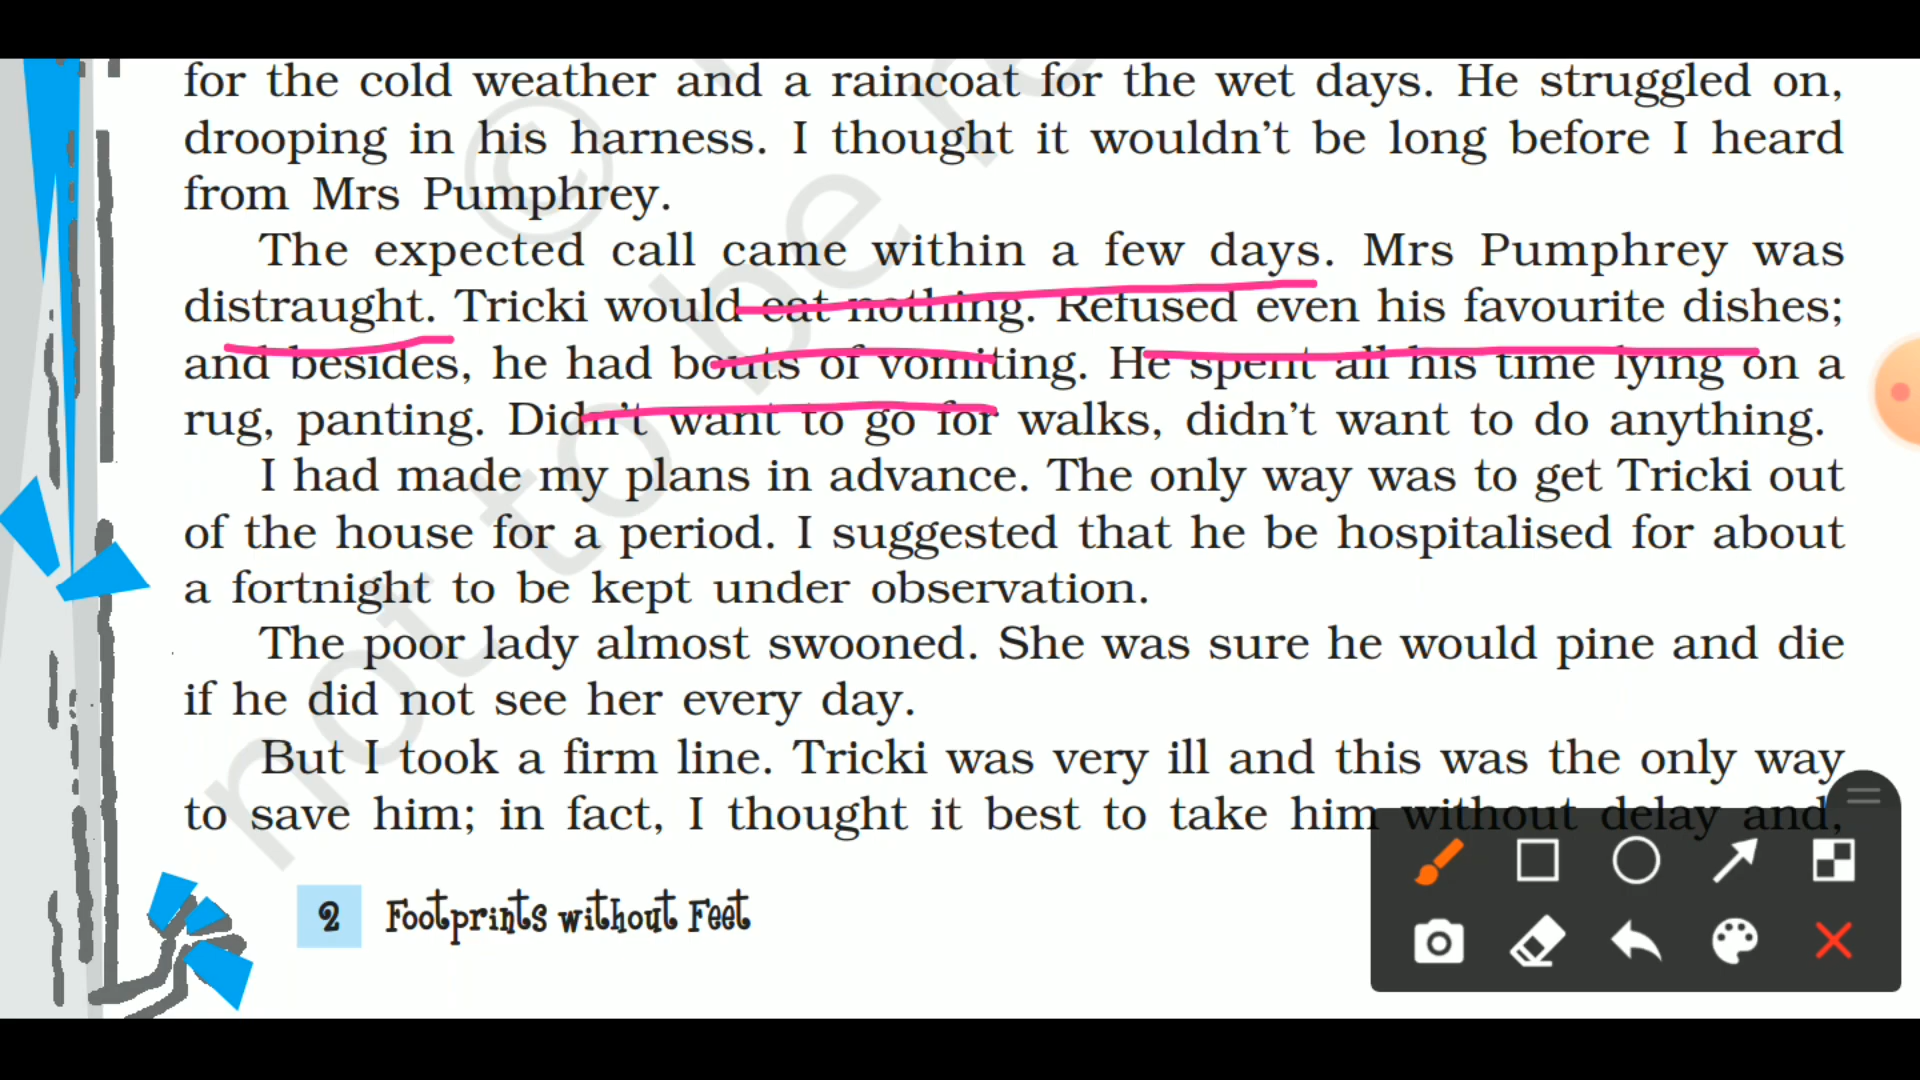 for the cold weather and a raincoat for the wet days. He struggled on,
drooping in his harness. I thought it wouldn't be long before I heard
from Mrs Pumphrey.
The expected call came within a few days. Mrs Pumphrey was
distraught. Tricki would eat nothing. Refused even his favourite dishes;
and besides, he had bouts of vomiting. He spent all his time lying on a
rug, panting. Didn't want to go for walks, didn't want to do anything.
I had made my plans in advance. The only way was to get Tricki out
of the house for a period. I suggested that he be hospitalised for about
a fortnight to be kept under observation.
The poor lady almost swooned. She was sure he would pine and die
if he did not see her every day.
But I took a firm line. Tricki was very ill and this was the only way
to save him; in fact, I thought it best to take him without delay and,
2 Footprints without Feet
© 
not to be re